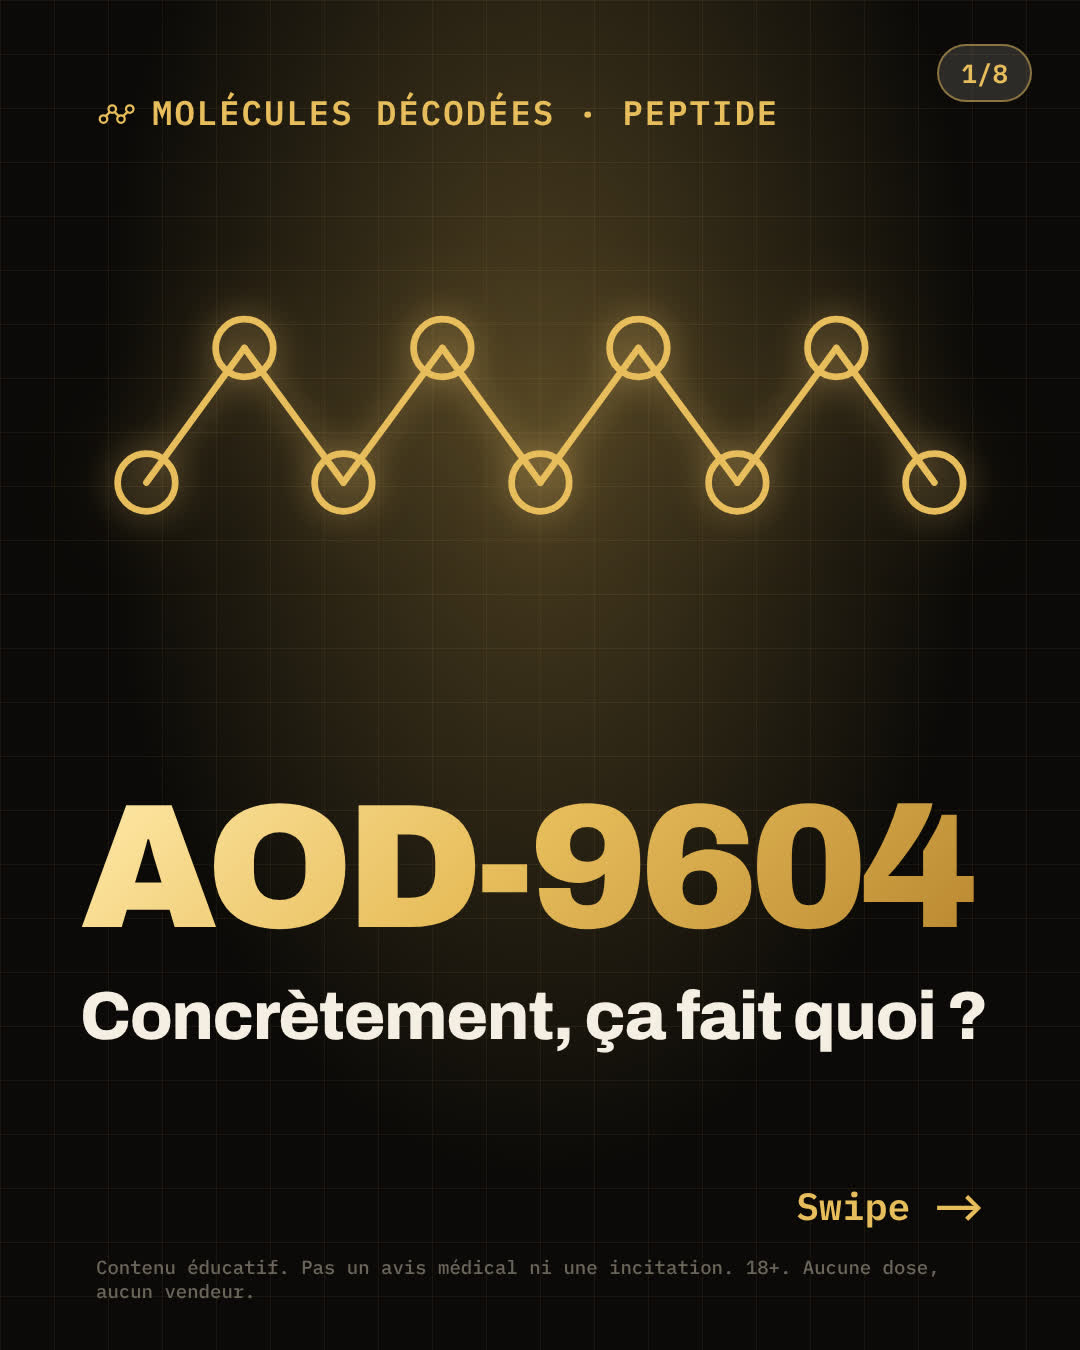 1/8
MOLÉCULES DÉCODÉES · PEPTIDE
AOD-9604
Concrètement, ça fait quoi ?
Swipe →
Contenu éducatif. Pas un avis médical ni une incitation. 18+. Aucune dose,
aucun vendeur.